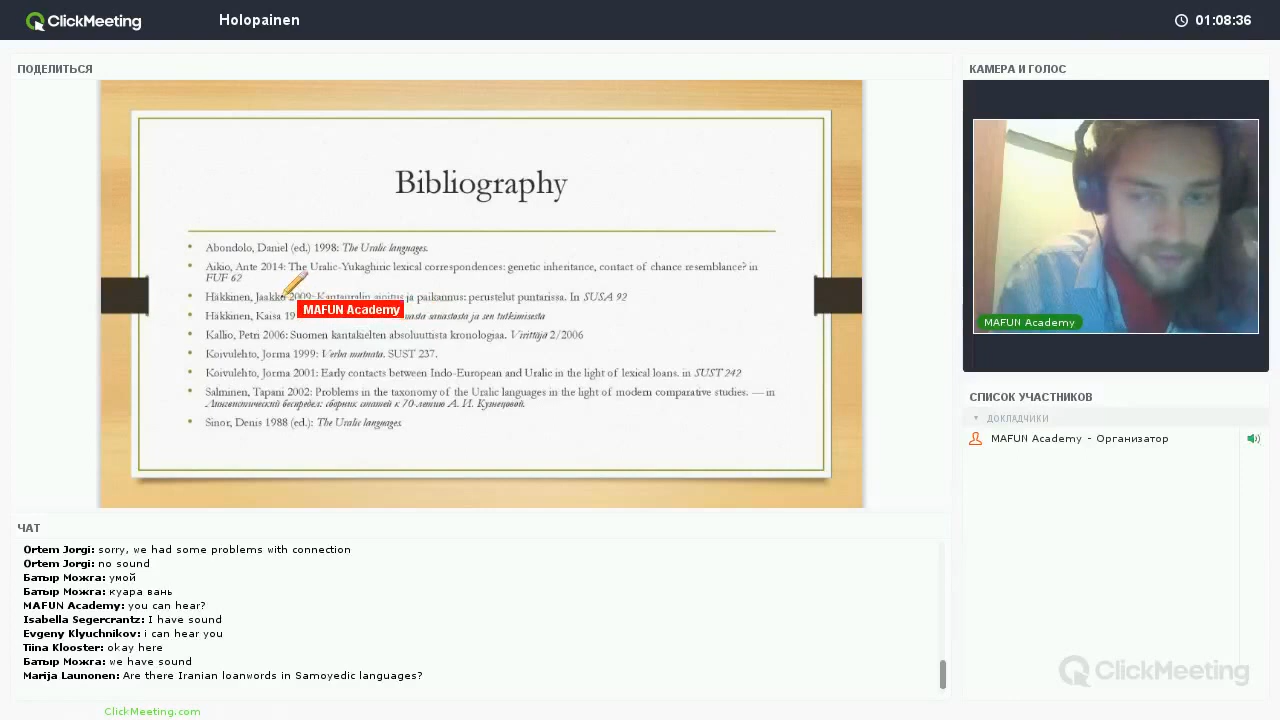 ClickMeeting
Holopainen
01:08:36
ПОДЕЛИТЬСЯ
Bibliography
• Abondolo, Daniel (ed.) 1998: The Uralic languages.
• Aikio, Ante 2014: The Uralic-Yukaghiric lexical correspondences: genetic inheritance, contact of chance resemblance? in
FUF 62
• Häkkinen, Jaakko 2009: Kantauralin ajoitus ja paikannus: perustelut puntarissa. In SUSA 92
MAFUN Academy
• Häkkinen, Kaisa 19 sanastosta ja sen tutkimisesta
• Kallio, Petri 2006: Suomen kantakielten absoluuttista kronologiaa. Virittäjä 2/2006
• Koivulehto, Jorma 1999: Verba mutuata. SUST 237.
• Koivulehto, Jorma 2001: Early contacts between Indo-European and Uralic in the light of lexical loans. in SUST 242
• Salminen, Tapani 2002: Problems in the taxonomy of the Uralic languages in the light of modern comparative studies. — in
Лингвистический беспредел: сборник статей к 70-летию А. И. Кузнецовой.
• Sinor, Denis 1988 (ed.): The Uralic languages
ЧАТ
Ortem Jorgi: sorry, we had some problems with connection
Ortem Jorgi: no sound
Батыр Можга: умой
Батыр Можга: куара вань
MAFUN Academy: you can hear?
Isabella Segercrantz: I have sound
Evgeny Klyuchnikov: i can hear you
Tiina Klooster: okay here
Батыр Можга: we have sound
Marija Launonen: Are there Iranian loanwords in Samoyedic languages?
ClickMeeting.com
КАМЕРА И ГОЛОС
MAFUN Academy
СПИСОК УЧАСТНИКОВ
ДОКЛАДЧИКИ
MAFUN Academy - Организатор
ClickMeeting